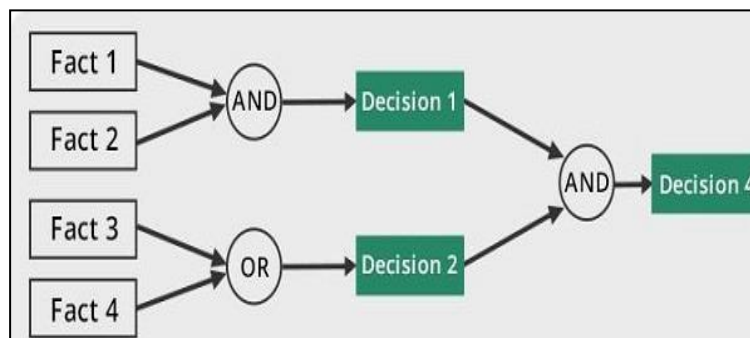 Fact 1
Fact 2
AND
Decision 1
Fact 3
Fact 4
OR
Decision 2
AND
Decision 4